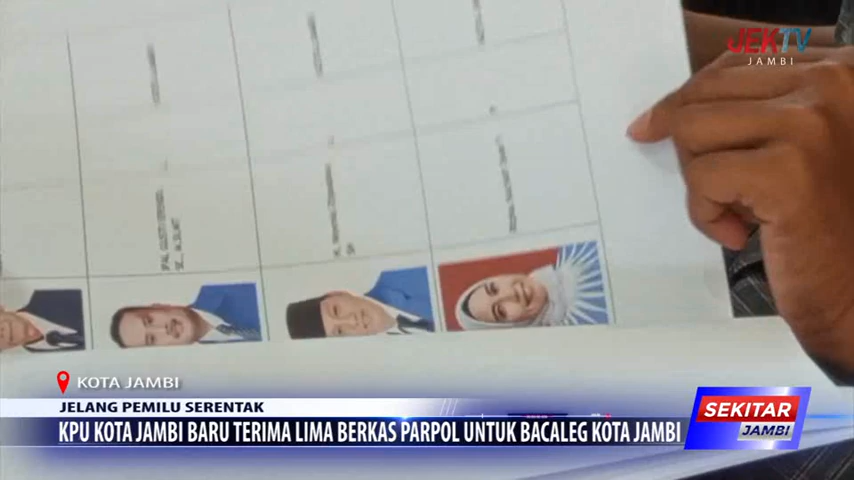 JEKTV
JAMBI
KOTA JAMBI
JELANG PEMILU SERENTAK
KPU KOTA JAMBI BARU TERIMA LIMA BERKAS PARPOL UNTUK BACALEG KOTA JAMBI
SEKITAR
JAMBI